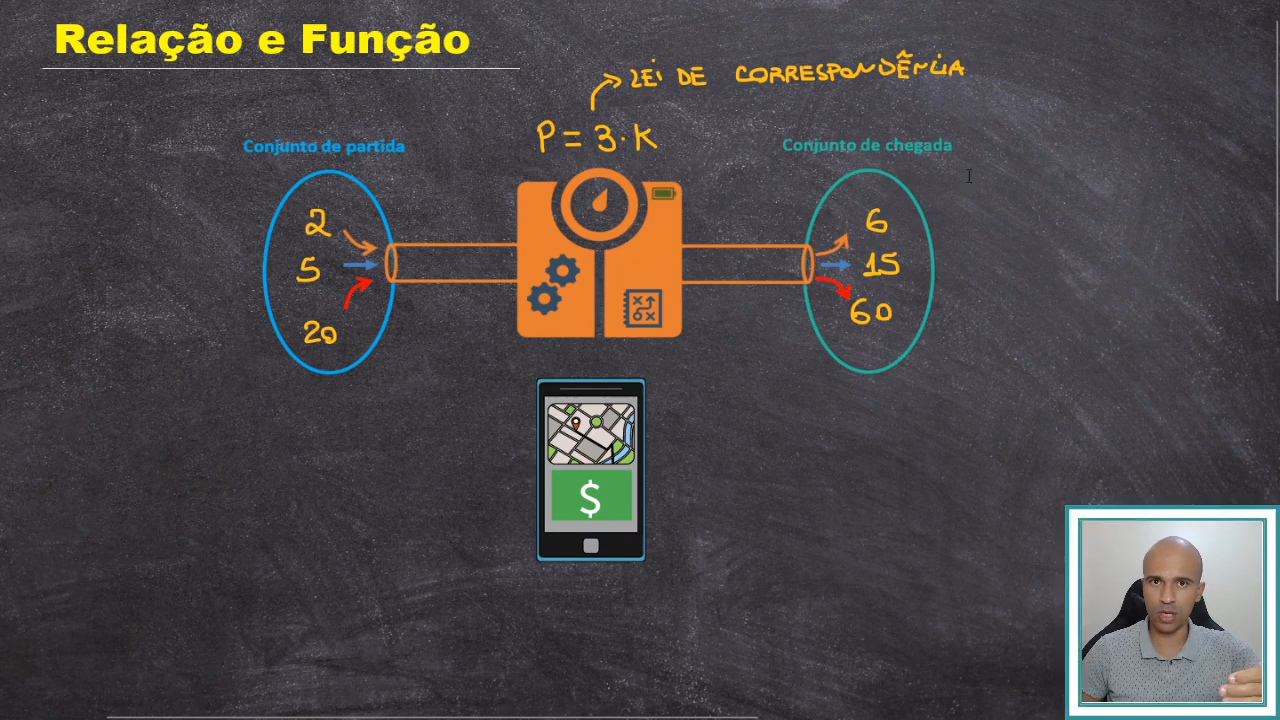 Relação e Função
LEI DE CORRESPONDÊNCIA
P = 3·K
Conjunto de partida
Conjunto de chegada
2
5
20
6
15
60
$